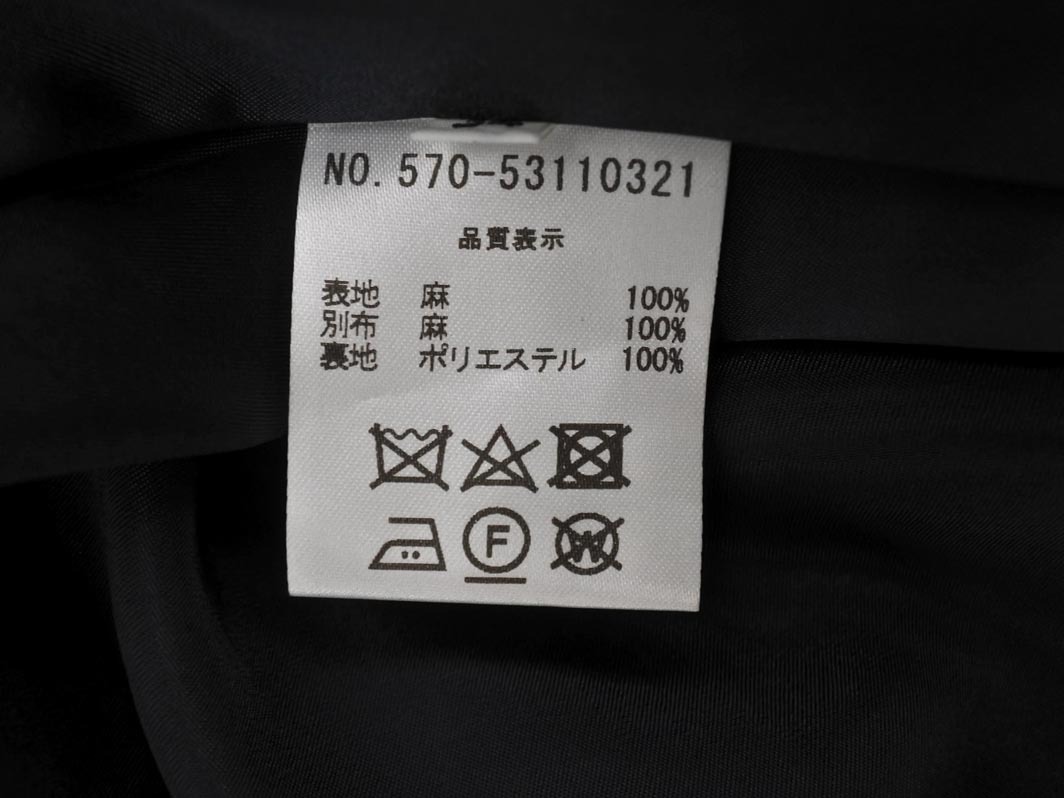 NO. 570-53110321
品質表示
表地 麻 100%
別布 麻 100%
裏地 ポリエステル 100%
F W